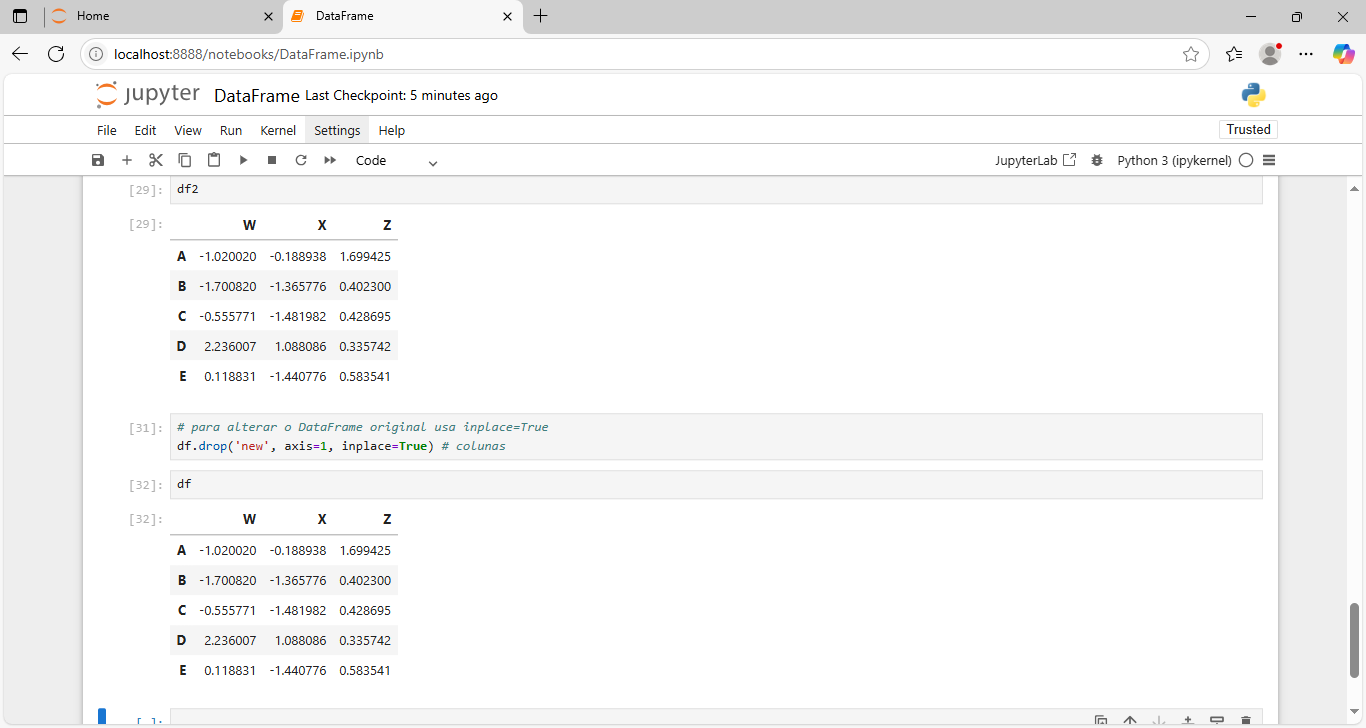 Home
DataFrame
localhost:8888/notebooks/DataFrame.ipynb
jupyter DataFrame Last Checkpoint: 5 minutes ago
File Edit View Run Kernel Settings Help
Trusted
Code
JupyterLab
Python 3 (ipykernel)
[29]: df2
[29]:
W X Z
A -1.020020 -0.188938 1.699425
B -1.700820 -1.365776 0.402300
C -0.555771 -1.481982 0.428695
D 2.236007 1.088086 0.335742
E 0.118831 -1.440776 0.583541
[31]: # para alterar o DataFrame original usa inplace=True
df.drop('new', axis=1, inplace=True) # colunas
[32]: df
[32]:
W X Z
A -1.020020 -0.188938 1.699425
B -1.700820 -1.365776 0.402300
C -0.555771 -1.481982 0.428695
D 2.236007 1.088086 0.335742
E 0.118831 -1.440776 0.583541
[ ]: